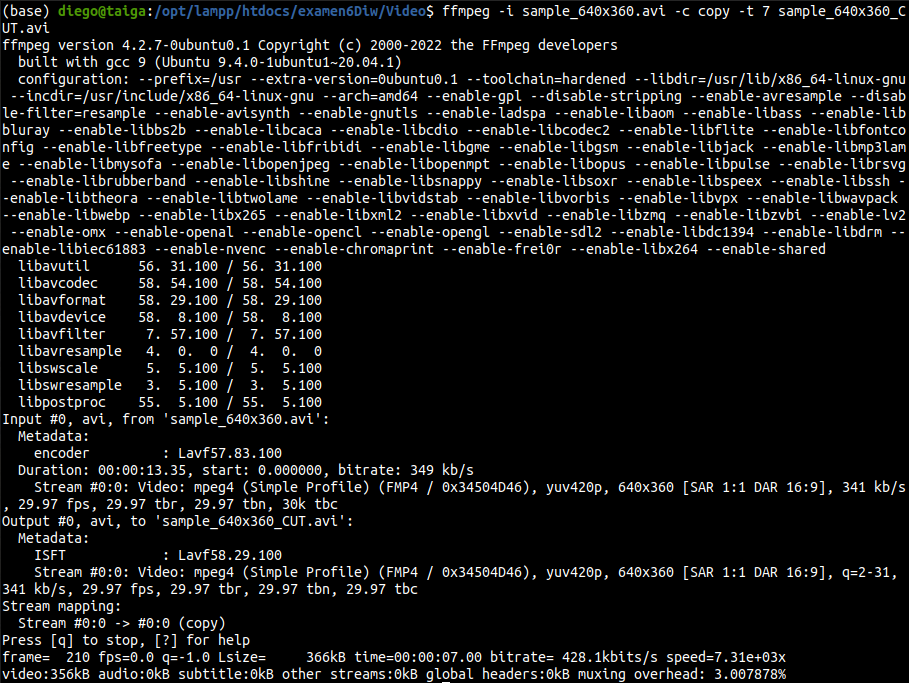 (base) diego@taiga:/opt/lampp/htdocs/examen6Diw/Video$ ffmpeg -i sample_640x360.avi -c copy -t 7 sample_640x360_C
UT.avi
ffmpeg version 4.2.7-0ubuntu0.1 Copyright (c) 2000-2022 the FFmpeg developers
  built with gcc 9 (Ubuntu 9.4.0-1ubuntu1~20.04.1)
  configuration: --prefix=/usr --extra-version=0ubuntu0.1 --toolchain=hardened --libdir=/usr/lib/x86_64-linux-gnu
 --incdir=/usr/include/x86_64-linux-gnu --arch=amd64 --enable-gpl --disable-stripping --enable-avresample --disab
le-filter=resample --enable-avisynth --enable-gnutls --enable-ladspa --enable-libaom --enable-libass --enable-lib
bluray --enable-libbs2b --enable-libcaca --enable-libcdio --enable-libcodec2 --enable-libflite --enable-libfontco
nfig --enable-libfreetype --enable-libfribidi --enable-libgme --enable-libgsm --enable-libjack --enable-libmp3lam
e --enable-libmysofa --enable-libopenjpeg --enable-libopenmpt --enable-libopus --enable-libpulse --enable-librsvg
 --enable-librubberband --enable-libshine --enable-libsnappy --enable-libsoxr --enable-libspeex --enable-libssh -
-enable-libtheora --enable-libtwolame --enable-libvidstab --enable-libvorbis --enable-libvpx --enable-libwavpack
--enable-libwebp --enable-libx265 --enable-libxml2 --enable-libxvid --enable-libzmq --enable-libzvbi --enable-lv2
 --enable-omx --enable-openal --enable-opencl --enable-opengl --enable-sdl2 --enable-libdc1394 --enable-libdrm --
enable-libiec61883 --enable-nvenc --enable-chromaprint --enable-frei0r --enable-libx264 --enable-shared
  libavutil      56. 31.100 / 56. 31.100
  libavcodec     58. 54.100 / 58. 54.100
  libavformat    58. 29.100 / 58. 29.100
  libavdevice    58.  8.100 / 58.  8.100
  libavfilter     7. 57.100 /  7. 57.100
  libavresample   4.  0.  0 /  4.  0.  0
  libswscale      5.  5.100 /  5.  5.100
  libswresample   3.  5.100 /  3.  5.100
  libpostproc    55.  5.100 / 55.  5.100
Input #0, avi, from 'sample_640x360.avi':
  Metadata:
    encoder         : Lavf57.83.100
  Duration: 00:00:13.35, start: 0.000000, bitrate: 349 kb/s
    Stream #0:0: Video: mpeg4 (Simple Profile) (FMP4 / 0x34504D46), yuv420p, 640x360 [SAR 1:1 DAR 16:9], 341 kb/s
, 29.97 fps, 29.97 tbr, 29.97 tbn, 30k tbc
Output #0, avi, to 'sample_640x360_CUT.avi':
  Metadata:
    ISFT            : Lavf58.29.100
    Stream #0:0: Video: mpeg4 (Simple Profile) (FMP4 / 0x34504D46), yuv420p, 640x360 [SAR 1:1 DAR 16:9], q=2-31,
341 kb/s, 29.97 fps, 29.97 tbr, 29.97 tbn, 29.97 tbc
Stream mapping:
  Stream #0:0 -> #0:0 (copy)
Press [q] to stop, [?] for help
frame=  210 fps=0.0 q=-1.0 Lsize=     366kB time=00:00:07.00 bitrate= 428.1kbits/s speed=7.31e+03x
video:356kB audio:0kB subtitle:0kB other streams:0kB global headers:0kB muxing overhead: 3.007878%